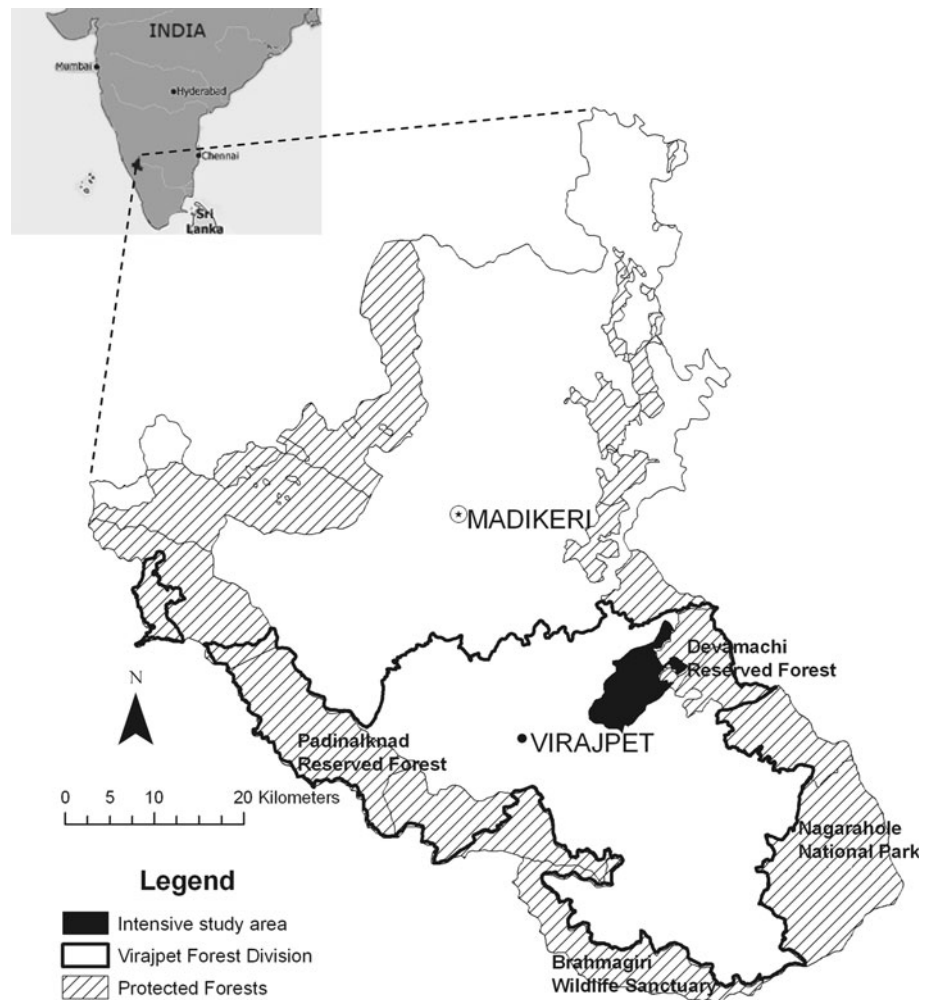 INDIA
Mumbai
Hyderabad
Chennai
Sri
Lanka
MADIKERI
Devamachi
Reserved Forest
N
VIRAJPET
Padinalknad
Reserved Forest
0 5 10 20 Kilometers
Nagarahole
National Park
Legend
Intensive study area
Virajpet Forest Division
Brahmagiri
Wildlife Sanctuary
Protected Forests